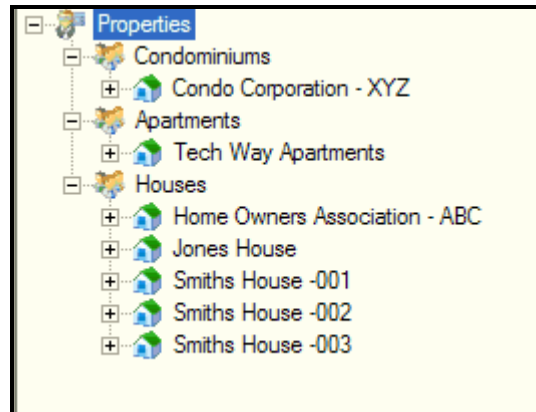 Properties
Condominiums
Condo Corporation - XYZ
Apartments
Tech Way Apartments
Houses
Home Owners Association - ABC
Jones House
Smiths House -001
Smiths House -002
Smiths House -003